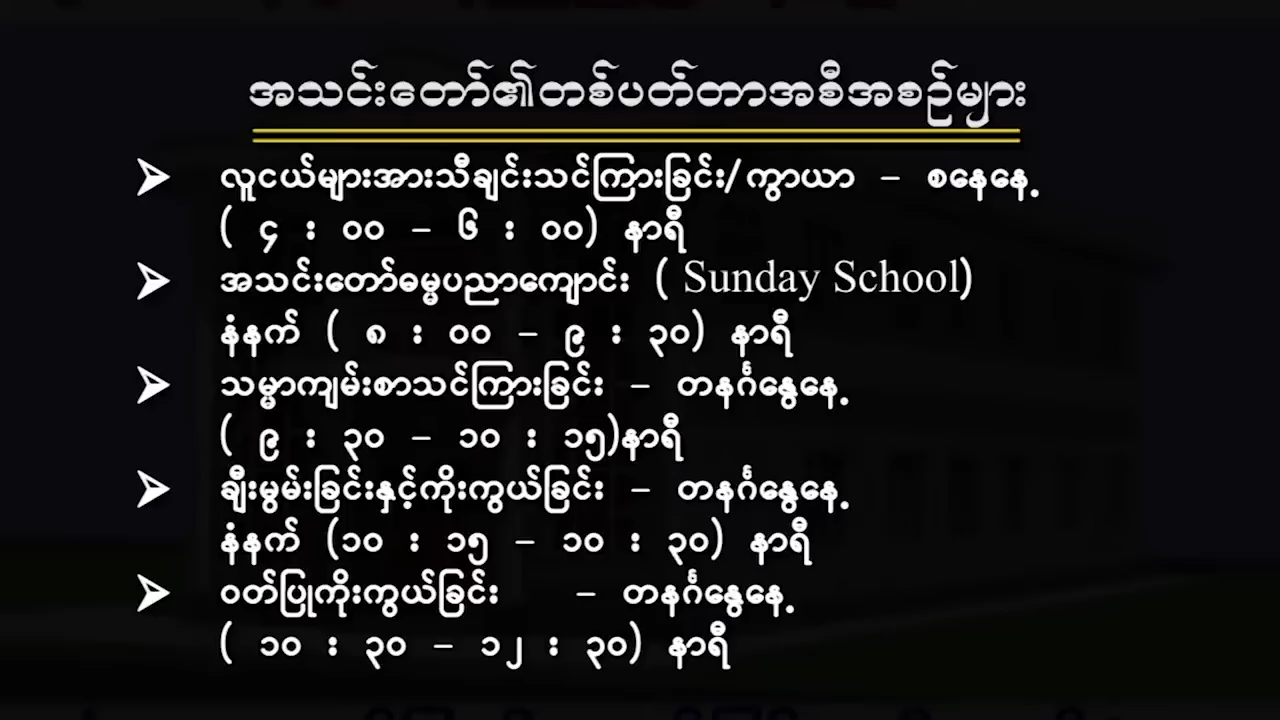 အသင်းတော်၏တစ်ပတ်တာအစီအစဉ်များ
➢ လူငယ်များအားသီချင်းသင်ကြားခြင်း/ကွာယာ – စနေနေ့
( ၄ : ၀၀ – ၆ : ၀၀) နာရီ
➢ အသင်းတော်ဓမ္မပညာကျောင်း ( Sunday School)
နံနက် ( ၈ : ၀၀ – ၉ : ၃၀) နာရီ
➢ သမ္မာကျမ်းစာသင်ကြားခြင်း – တနင်္ဂနွေနေ့
( ၉ : ၃၀ – ၁၀ : ၁၅)နာရီ
➢ ချီးမွမ်းခြင်းနှင့်ကိုးကွယ်ခြင်း – တနင်္ဂနွေနေ့
နံနက် (၁၀ : ၁၅ – ၁၀ : ၃၀) နာရီ
➢ ဝတ်ပြုကိုးကွယ်ခြင်း – တနင်္ဂနွေနေ့
( ၁၀ : ၃၀ – ၁၂ : ၃၀) နာရီ